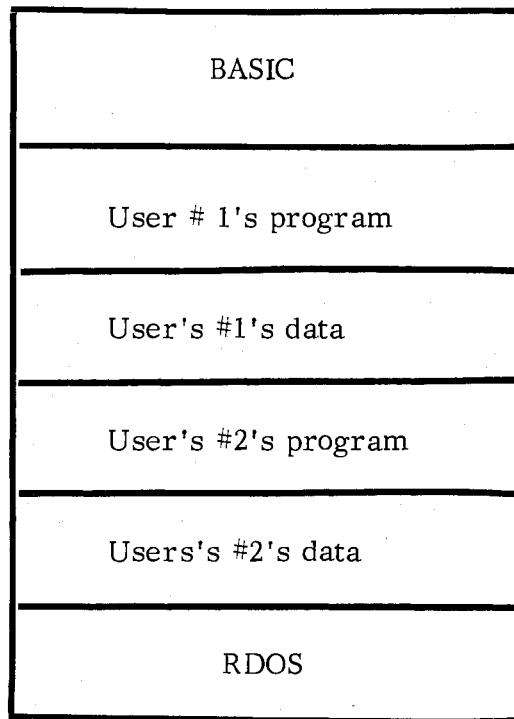 BASIC
User # 1's program
User's #1's data
User's #2's program
Users's #2's data
RDOS